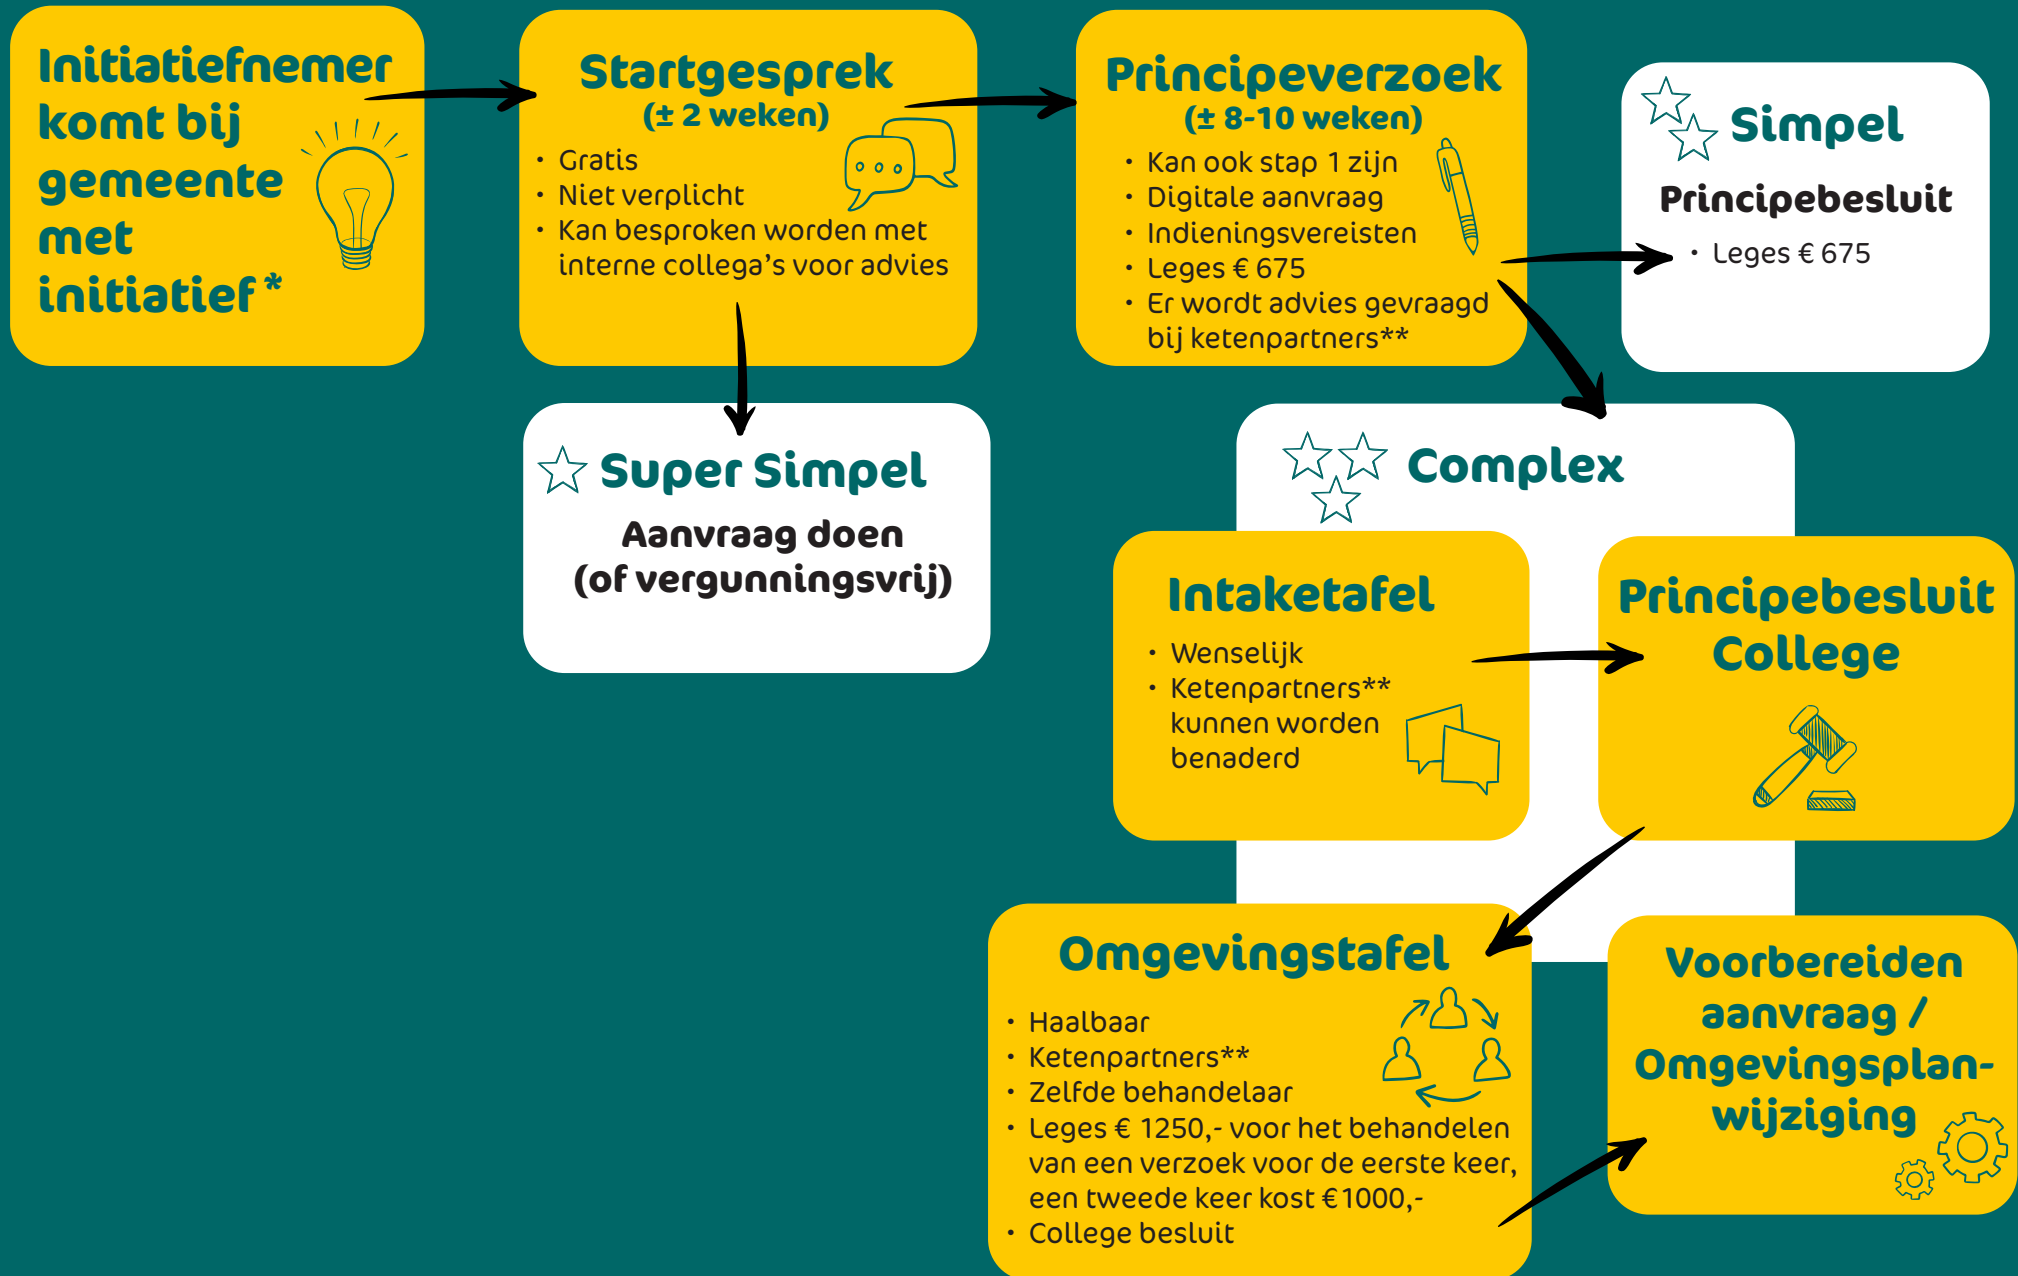 Initiatiefnemer
komt bij
gemeente
met
initiatief *
Startgesprek
(± 2 weken)
• Gratis
• Niet verplicht
• Kan besproken worden met
interne collega's voor advies
Principeverzoek
(± 8-10 weken)
• Kan ook stap 1 zijn
• Digitale aanvraag
• Indieningsvereisten
• Leges € 675
• Er wordt advies gevraagd
bij ketenpartners**
Simpel
Principebesluit
• Leges € 675
Super Simpel
Aanvraag doen
(of vergunningsvrij)
Complex
Intaketafel
• Wenselijk
• Ketenpartners**
kunnen worden
benaderd
Principebesluit
College
Omgevingstafel
• Haalbaar
• Ketenpartners**
• Zelfde behandelaar
• Leges € 1250,- voor het behandelen
van een verzoek voor de eerste keer,
een tweede keer kost €1000,-
• College besluit
Voorbereiden
aanvraag /
Omgevingsplan-
wijziging